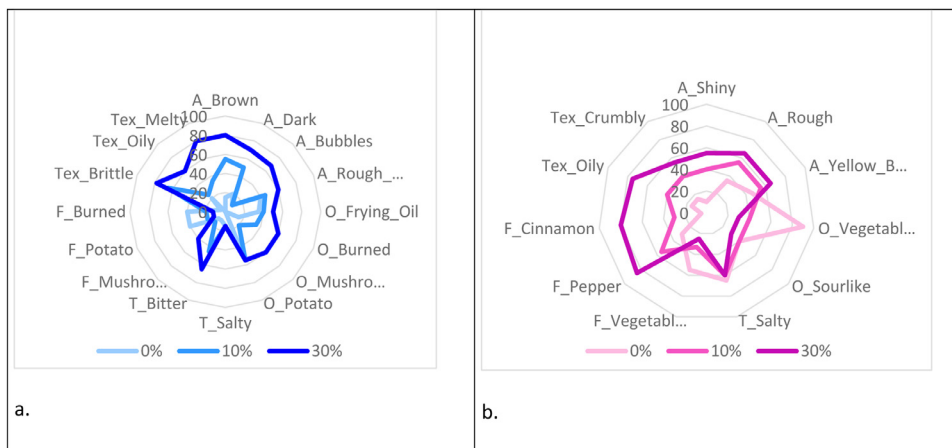 A_Brown
A_Dark
A_Bubbles
A_Rough_...
O_Frying_Oil
O_Burned
O_Mushro...
O_Potato
T_Salty
T_Bitter
F_Mushro...
F_Potato
F_Burned
Tex_Brittle
Tex_Oily
Tex_Melty
100
80
60
40
20
0
0% 10% 30%
a.
A_Shiny
A_Rough
A_Yellow_B...
O_Vegetabl...
O_Sourlike
T_Salty
F_Vegetabl...
F_Pepper
F_Cinnamon
Tex_Oily
Tex_Crumbly
100
80
60
40
20
0
0% 10% 30%
b.